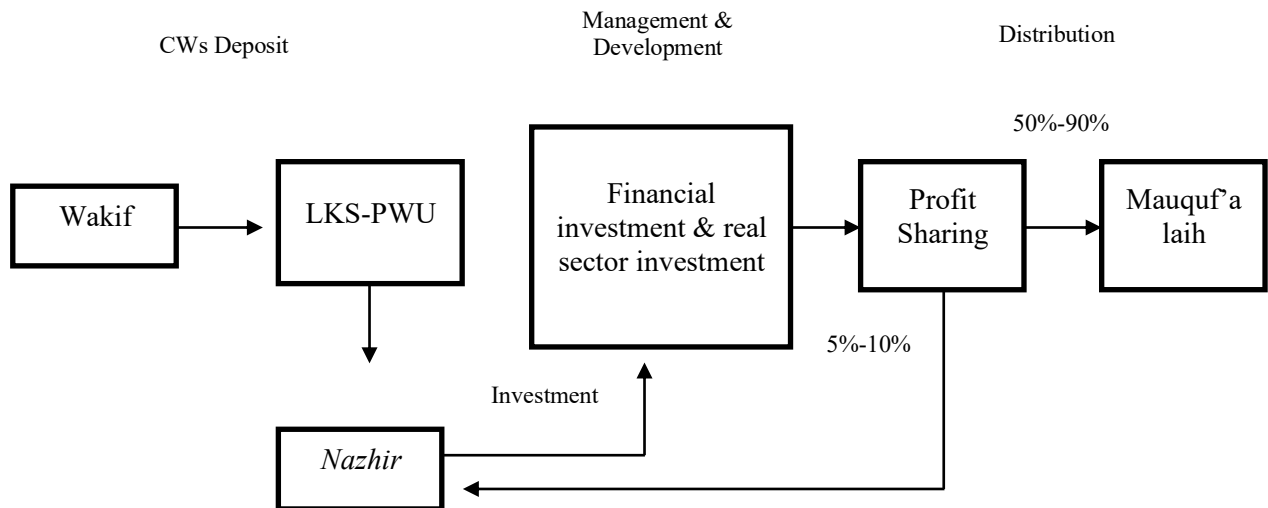 CWs Deposit
Management &
Development
Distribution
50%-90%
Wakif
LKS-PWU
Financial
investment & real
sector investment
Profit
Sharing
Mauquf’a
laih
5%-10%
Investment
Nazhir